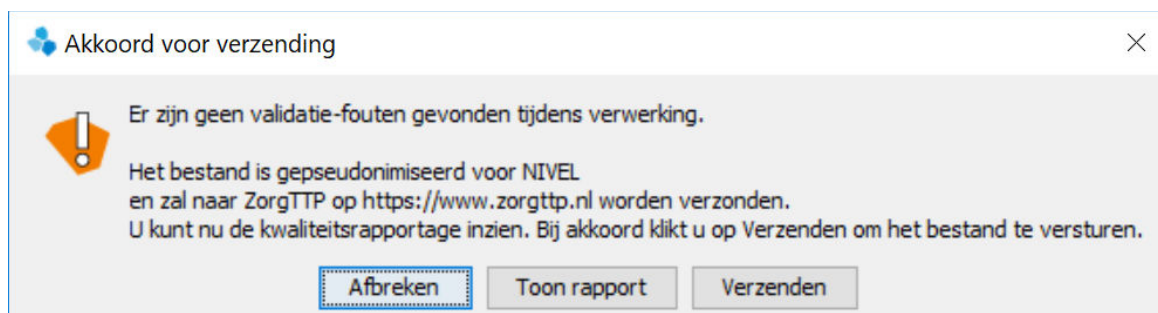 Akkoord voor verzending
Er zijn geen validatie-fouten gevonden tijdens verwerking.
Het bestand is gepseudonimiseerd voor NIVEL
en zal naar ZorgTTP op https://www.zorgttp.nl worden verzonden.
U kunt nu de kwaliteitsrapportage inzien. Bij akkoord klikt u op Verzenden om het bestand te versturen.
Afbreken Toon rapport Verzenden